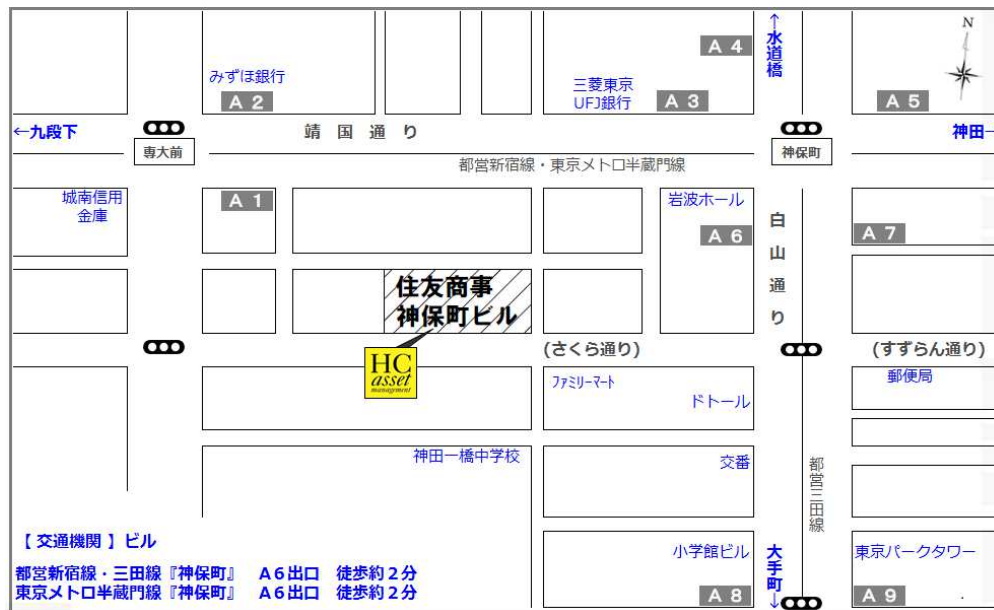 ↑水道橋
N
A 4
みずほ銀行
A 2
三菱東京
UFJ銀行
A 3
A 5
←九段下
靖国通り
神田→
専大前
神保町
都営新宿線・東京メトロ半蔵門線
城南信用
金庫
A 1
岩波ホール
A 6
白山通り
A 7
住友商事
神保町ビル
(さくら通り)
(すずらん通り)
HC
asset
management
ファミリーマート
ドトール
郵便局
神田一橋中学校
交番
都営三田線
【 交通機関 】ビル
都営新宿線・三田線『神保町』 A6出口 徒歩約2分
東京メトロ半蔵門線『神保町』 A6出口 徒歩約2分
小学館ビル
大手町↓
東京パークタワー
A 8
A 9